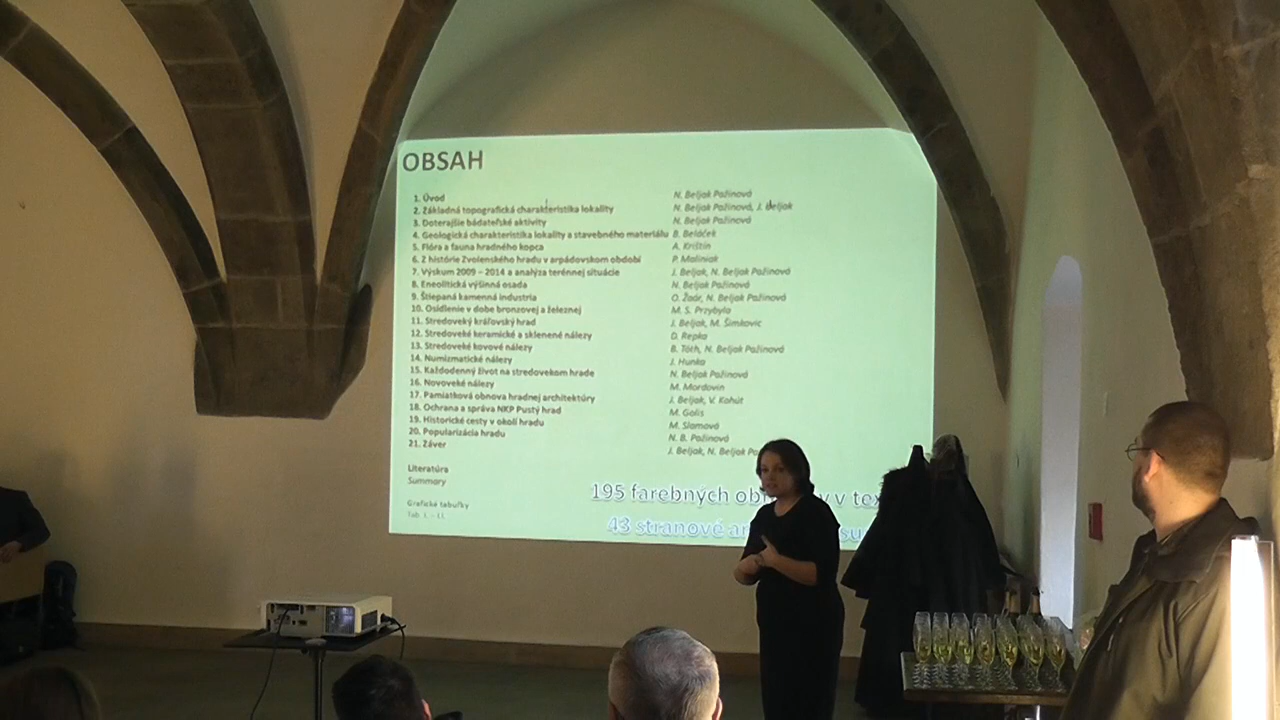 OBSAH
1. Úvod N. Beljak Pažinová
2. Základná topografická charakteristika lokality N. Beljak Pažinová, J. Beljak
3. Doterajšie bádateľské aktivity N. Beljak Pažinová
4. Geologická charakteristika lokality a stavebného materiálu B. Beláček
5. Flóra a fauna hradného kopca A. Krištín
6. Z histórie Zvolenského hradu v arpádovskom období P. Maliniak
7. Výskum 2009 – 2014 a analýza terénnej situácie J. Beljak, N. Beljak Pažinová
8. Eneolitická výšinná osada N. Beljak Pažinová
9. Štiepaná kamenná industria O. Žaár, N. Beljak Pažinová
10. Osídlenie v dobe bronzovej a železnej M. S. Przybyła
11. Stredoveký kráľovský hrad J. Beljak, M. Šimkovic
12. Stredoveké keramické a sklenené nálezy D. Repka
13. Stredoveké kovové nálezy B. Tóth, N. Beljak Pažinová
14. Numizmatické nálezy J. Hunka
15. Každodenný život na stredovekom hrade N. Beljak Pažinová
16. Novoveké nálezy M. Mordovin
17. Pamiatková obnova hradnej architektúry J. Beljak, V. Kohút
18. Ochrana a správa NKP Pustý hrad M. Golis
19. Historické cesty v okolí hradu M. Slamová
20. Popularizácia hradu N. B. Pažinová
21. Záver J. Beljak, N. Beljak
Literatúra
Summary
195 farebných v
Grafické tabuľky
43 stranové
Tab. I. - LI.